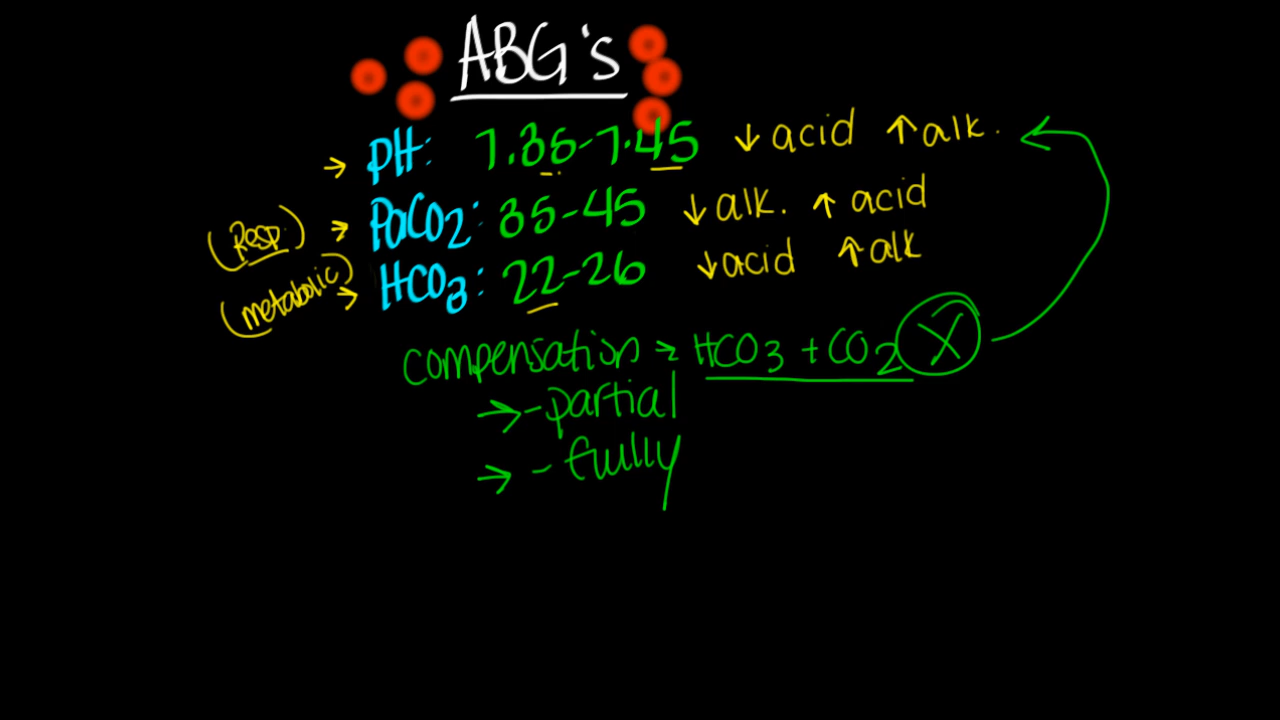 ABG's
→ pH: 7.35-7.45 ↓ acid ↑ alk.
(Resp.) → PaCO2: 35-45 ↓ alk. ↑ acid
(metabolic) → HCO3: 22-26 ↓ acid ↑ alk
compensation → HCO3 + CO2 X
→ - partial
→ - fully